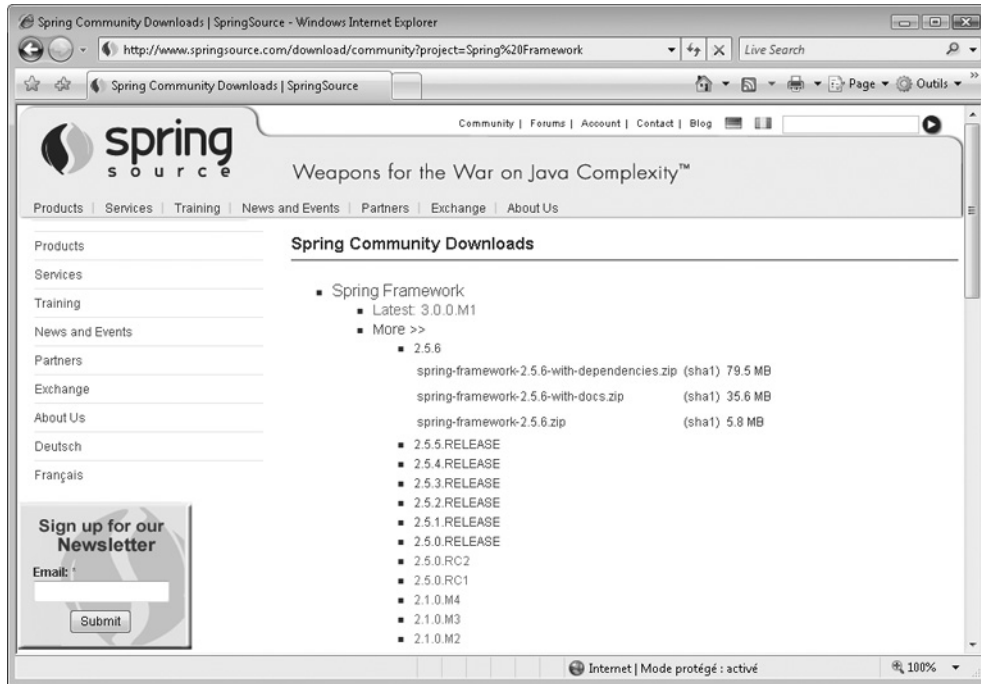 Spring Community Downloads | SpringSource - Windows Internet Explorer
http://www.springsource.com/download/community?project=Spring%20Framework
Live Search
Spring Community Downloads | SpringSource
Page
Outils
Community | Forums | Account | Contact | Blog
spring
source
Weapons for the War on Java Complexity™
Products | Services | Training | News and Events | Partners | Exchange | About Us
Products
Services
Training
News and Events
Partners
Exchange
About Us
Deutsch
Français
Sign up for our
Newsletter
Email: *
Submit
Spring Community Downloads
Spring Framework
Latest: 3.0.0.M1
More >>
2.5.6
spring-framework-2.5.6-with-dependencies.zip (sha1) 79.5 MB
spring-framework-2.5.6-with-docs.zip (sha1) 35.6 MB
spring-framework-2.5.6.zip (sha1) 5.8 MB
2.5.5.RELEASE
2.5.4.RELEASE
2.5.3.RELEASE
2.5.2.RELEASE
2.5.1.RELEASE
2.5.0.RELEASE
2.5.0.RC2
2.5.0.RC1
2.1.0.M4
2.1.0.M3
2.1.0.M2
Internet | Mode protégé : activé
100%